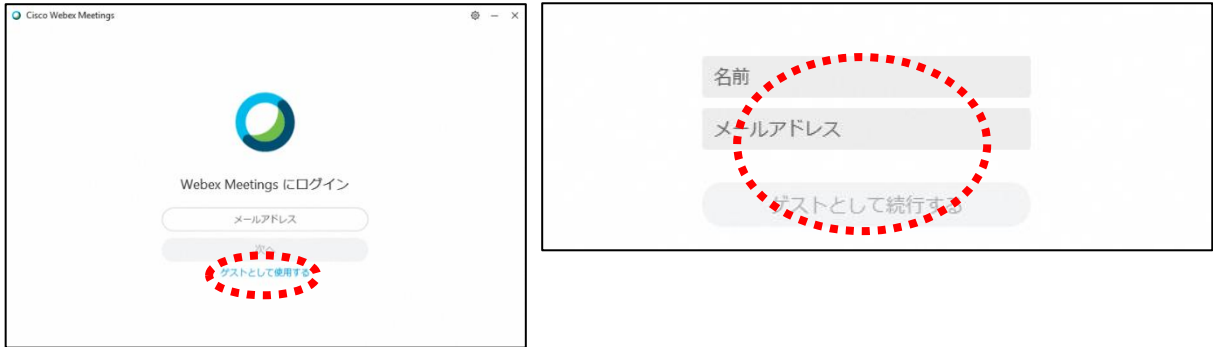 Cisco Webex Meetings
Webex Meetings にログイン
メールアドレス
次へ
ゲストとして使用する
名前
メールアドレス
ゲストとして続行する